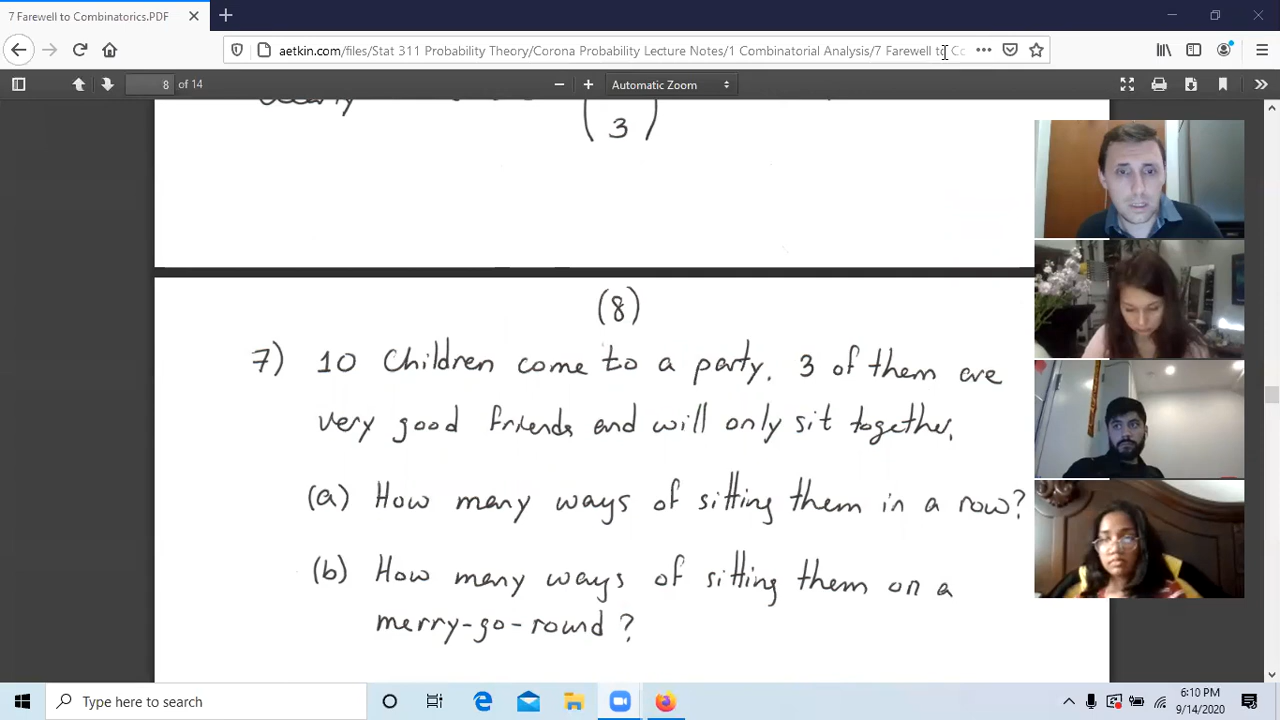 7 Farewell to Combinatorics.PDF
aetkin.com/files/Stat 311 Probability Theory/Corona Probability Lecture Notes/1 Combinatorial Analysis/7 Farewell to Co
8 of 14
Automatic Zoom
3
(8)
7) 10 Children come to a party. 3 of them are
very good friends and will only sit together.
(a) How many ways of sitting them in a row?
(b) How many ways of sitting them on a
merry-go-round?
Type here to search
6:10 PM
9/14/2020